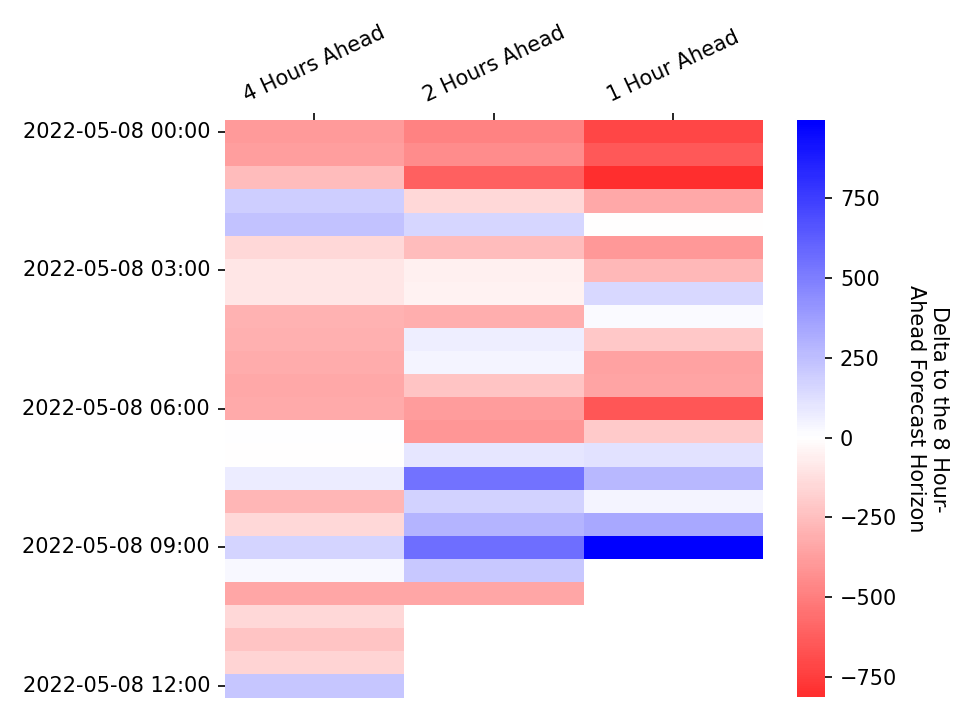 4 Hours Ahead
2 Hours Ahead
1 Hour Ahead
2022-05-08 00:00
2022-05-08 03:00
2022-05-08 06:00
2022-05-08 09:00
2022-05-08 12:00
750
500
250
0
−250
−500
−750
Delta to the 8 Hour-
Ahead Forecast Horizon